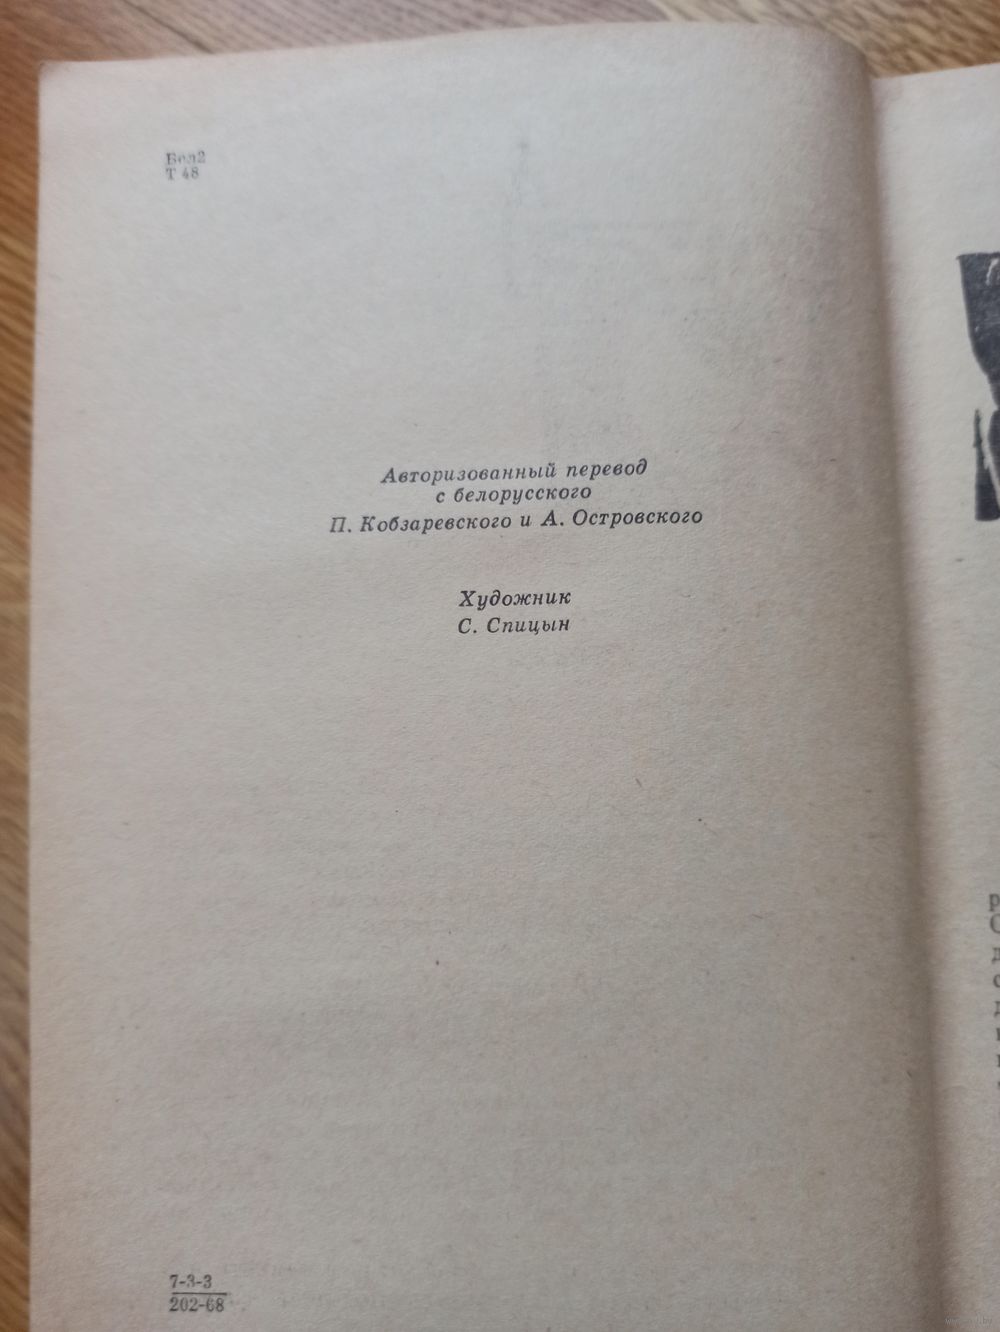 Бел2
Т 48
Авторизованный перевод
с белорусского
П. Кобзаревского и А. Островского
Художник
С. Спицын
7-3-3
202-68